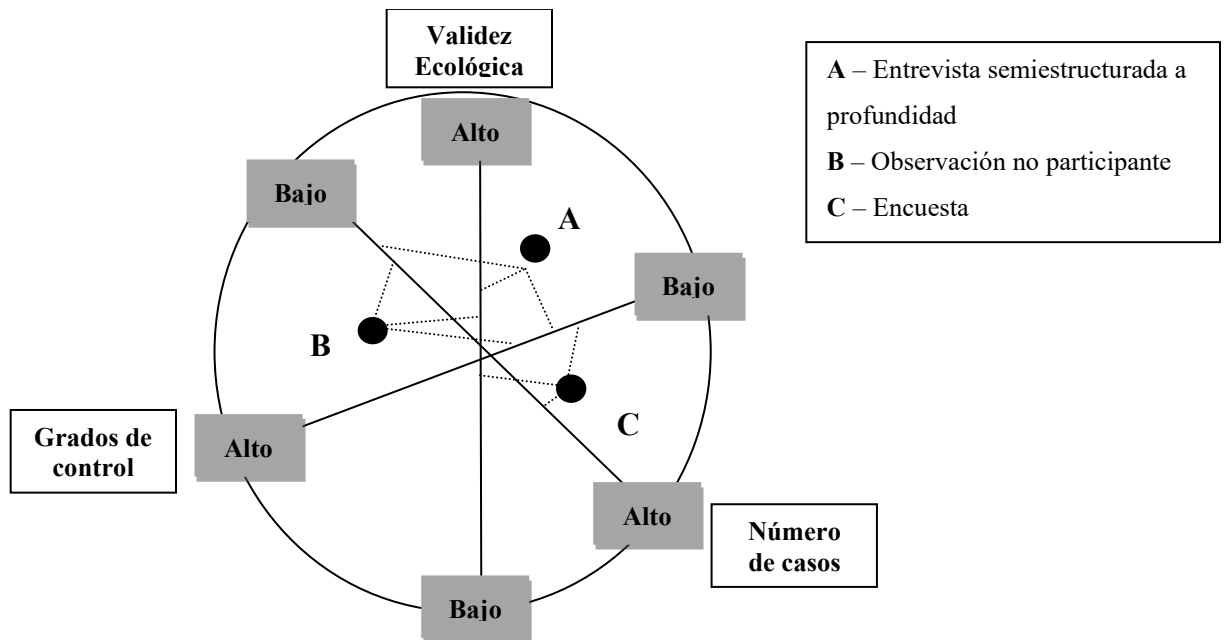 Validez
Ecológica
Alto
Bajo
A
Bajo
B
C
Grados de
control
Alto
Alto
Número
de casos
Bajo
A – Entrevista semiestructurada a
profundidad
B – Observación no participante
C – Encuesta